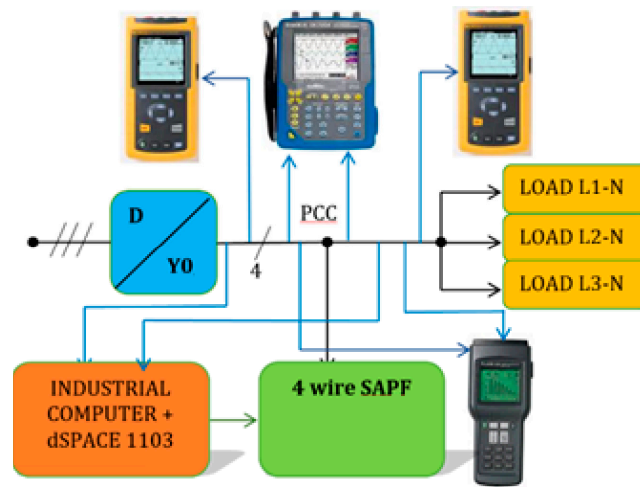 D
Y0
PCC
4
LOAD L1-N
LOAD L2-N
LOAD L3-N
INDUSTRIAL
COMPUTER +
dSPACE 1103
4 wire SAPF